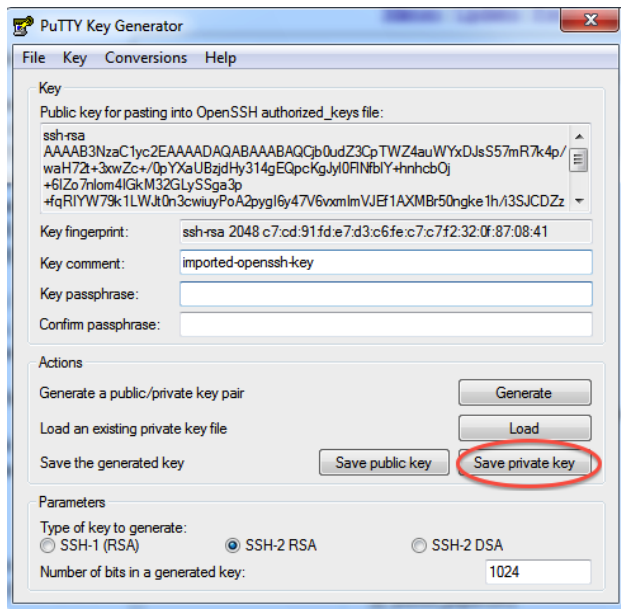 PuTTY Key Generator
File Key Conversions Help
Key
Public key for pasting into OpenSSH authorized_keys file:
ssh-rsa
AAAAB3NzaC1yc2EAAAADAQABAAABAQCjb0udZ3CpTWZ4auWYxDJsS57mR7k4p/
waH72t+3xwZc+/0pYXaUBzjdHy314gEQpcKgJyl0FlNfbIY+hnhcbOj
+6IZo7nlom4lGkM32GLySSga3p
+fqRIYW79k1LWJt0n3cwiuyPoA2pygI6y47V6vxmlmVJEf1AXMBr50ngke1h/i3SJCDZz
Key fingerprint: ssh-rsa 2048 c7:cd:91:fd:e7:d3:c6:fe:c7:c7:f2:32:0f:87:08:41
Key comment: imported-openssh-key
Key passphrase:
Confirm passphrase:
Actions
Generate a public/private key pair Generate
Load an existing private key file Load
Save the generated key Save public key Save private key
Parameters
Type of key to generate:
SSH-1 (RSA) SSH-2 RSA SSH-2 DSA
Number of bits in a generated key: 1024